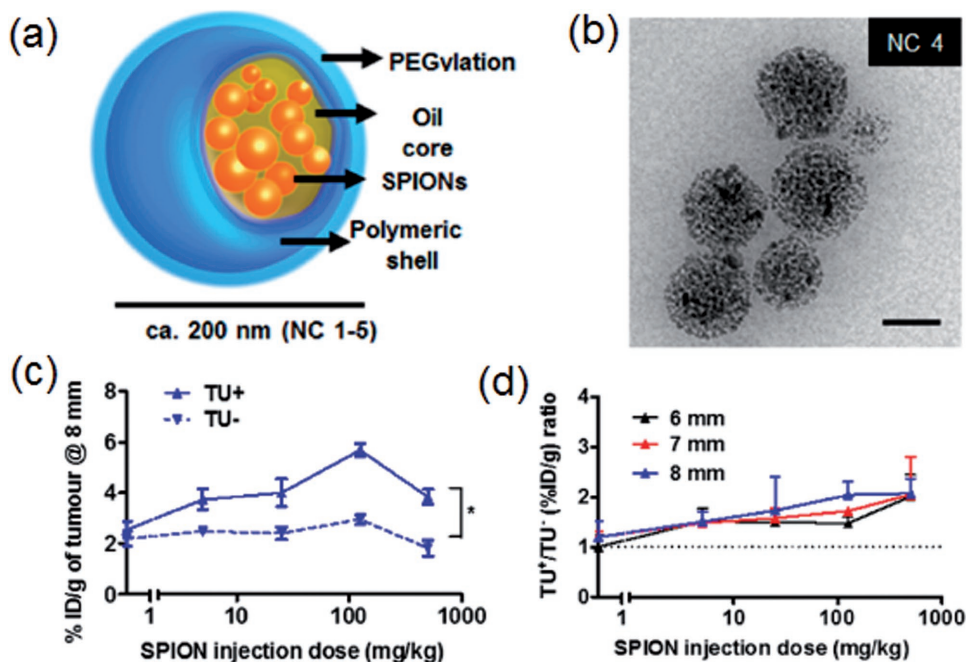 (a)
PEGylation
Oil
core
SPIONs
Polymeric
shell
ca. 200 nm (NC 1-5)
(b)
NC 4
(c)
% ID/g of tumour @ 8 mm
8
6
4
2
0
TU+
TU-
*
1 10 100 1000
SPION injection dose (mg/kg)
(d)
TU⁺/TU⁻ (%ID/g) ratio
4
3
2
1
0
6 mm
7 mm
8 mm
1 10 100 1000
SPION injection dose (mg/kg)